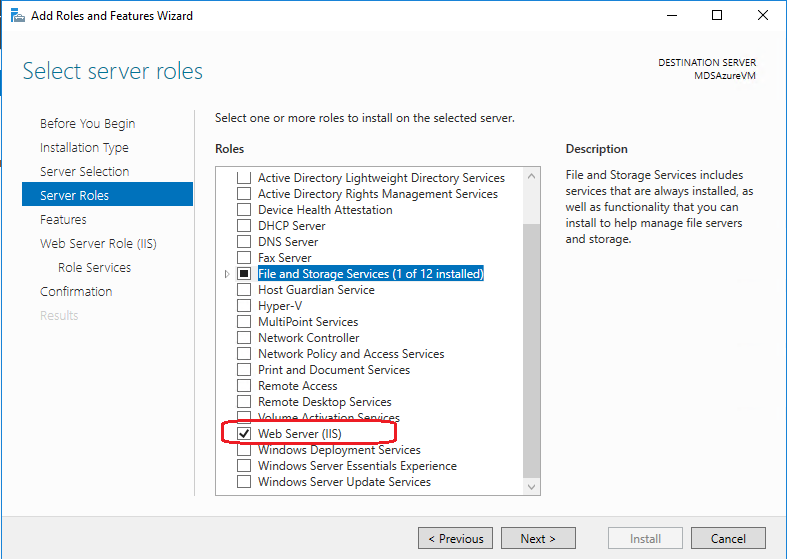 Add Roles and Features Wizard
Select server roles
DESTINATION SERVER
MDSAzureVM
Before You Begin
Installation Type
Server Selection
Server Roles
Features
Web Server Role (IIS)
Role Services
Confirmation
Results
Select one or more roles to install on the selected server.
Roles
Active Directory Lightweight Directory Services
Active Directory Rights Management Services
Device Health Attestation
DHCP Server
DNS Server
Fax Server
File and Storage Services (1 of 12 installed)
Host Guardian Service
Hyper-V
MultiPoint Services
Network Controller
Network Policy and Access Services
Print and Document Services
Remote Access
Remote Desktop Services
Volume Activation Services
Web Server (IIS)
Windows Deployment Services
Windows Server Essentials Experience
Windows Server Update Services
Description
File and Storage Services includes
services that are always installed, as
well as functionality that you can
install to help manage file servers
and storage.
< Previous
Next >
Install
Cancel